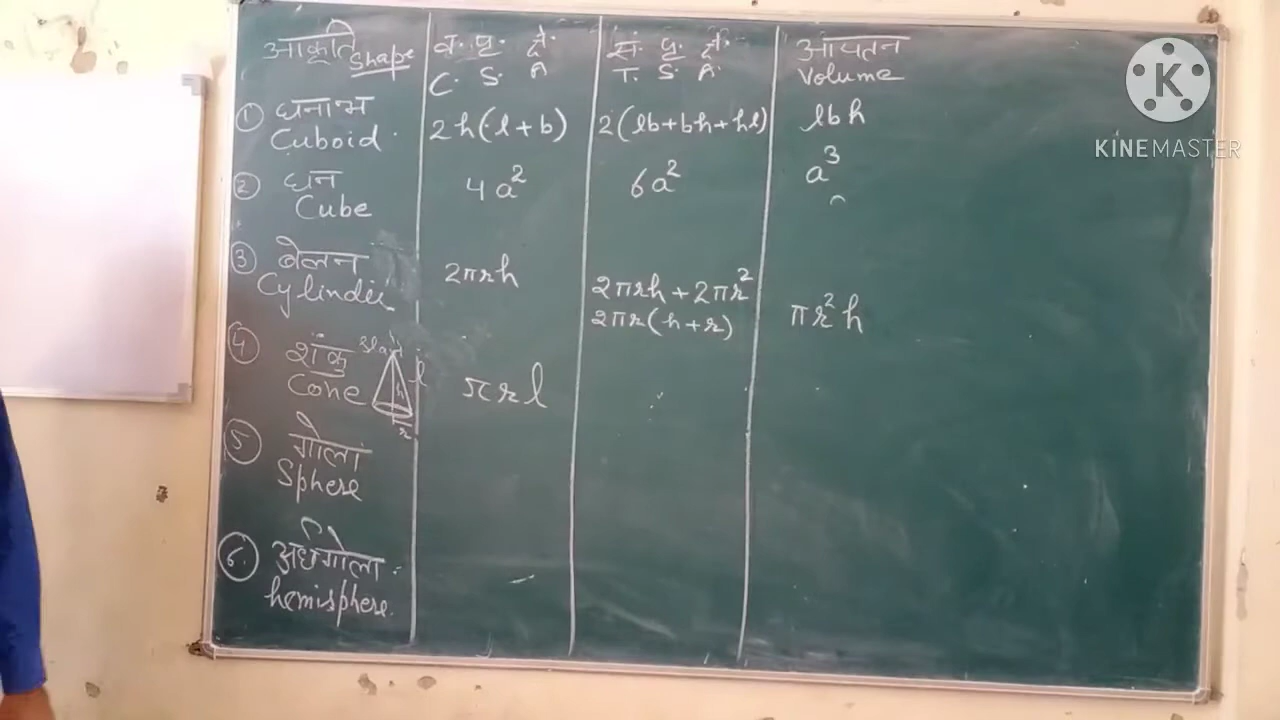 आकृति व. पृ. क्षे. सं. पृ. क्षे. आयतन
Shape C. S. A T. S. A. Volume
① घनाभ
Cuboid 2h(l+b) 2(lb+bh+hl) lbh
② घन
Cube 4a² 6a² a³
③ बेलन
Cylinder 2πrh 2πrh+2πr²
2πr(h+r) πr²h
④ शंकु slant
Cone h l πrl
r
⑤ गोला
Sphere
⑥ अर्धगोला
hemisphere.
K
KINEMASTER